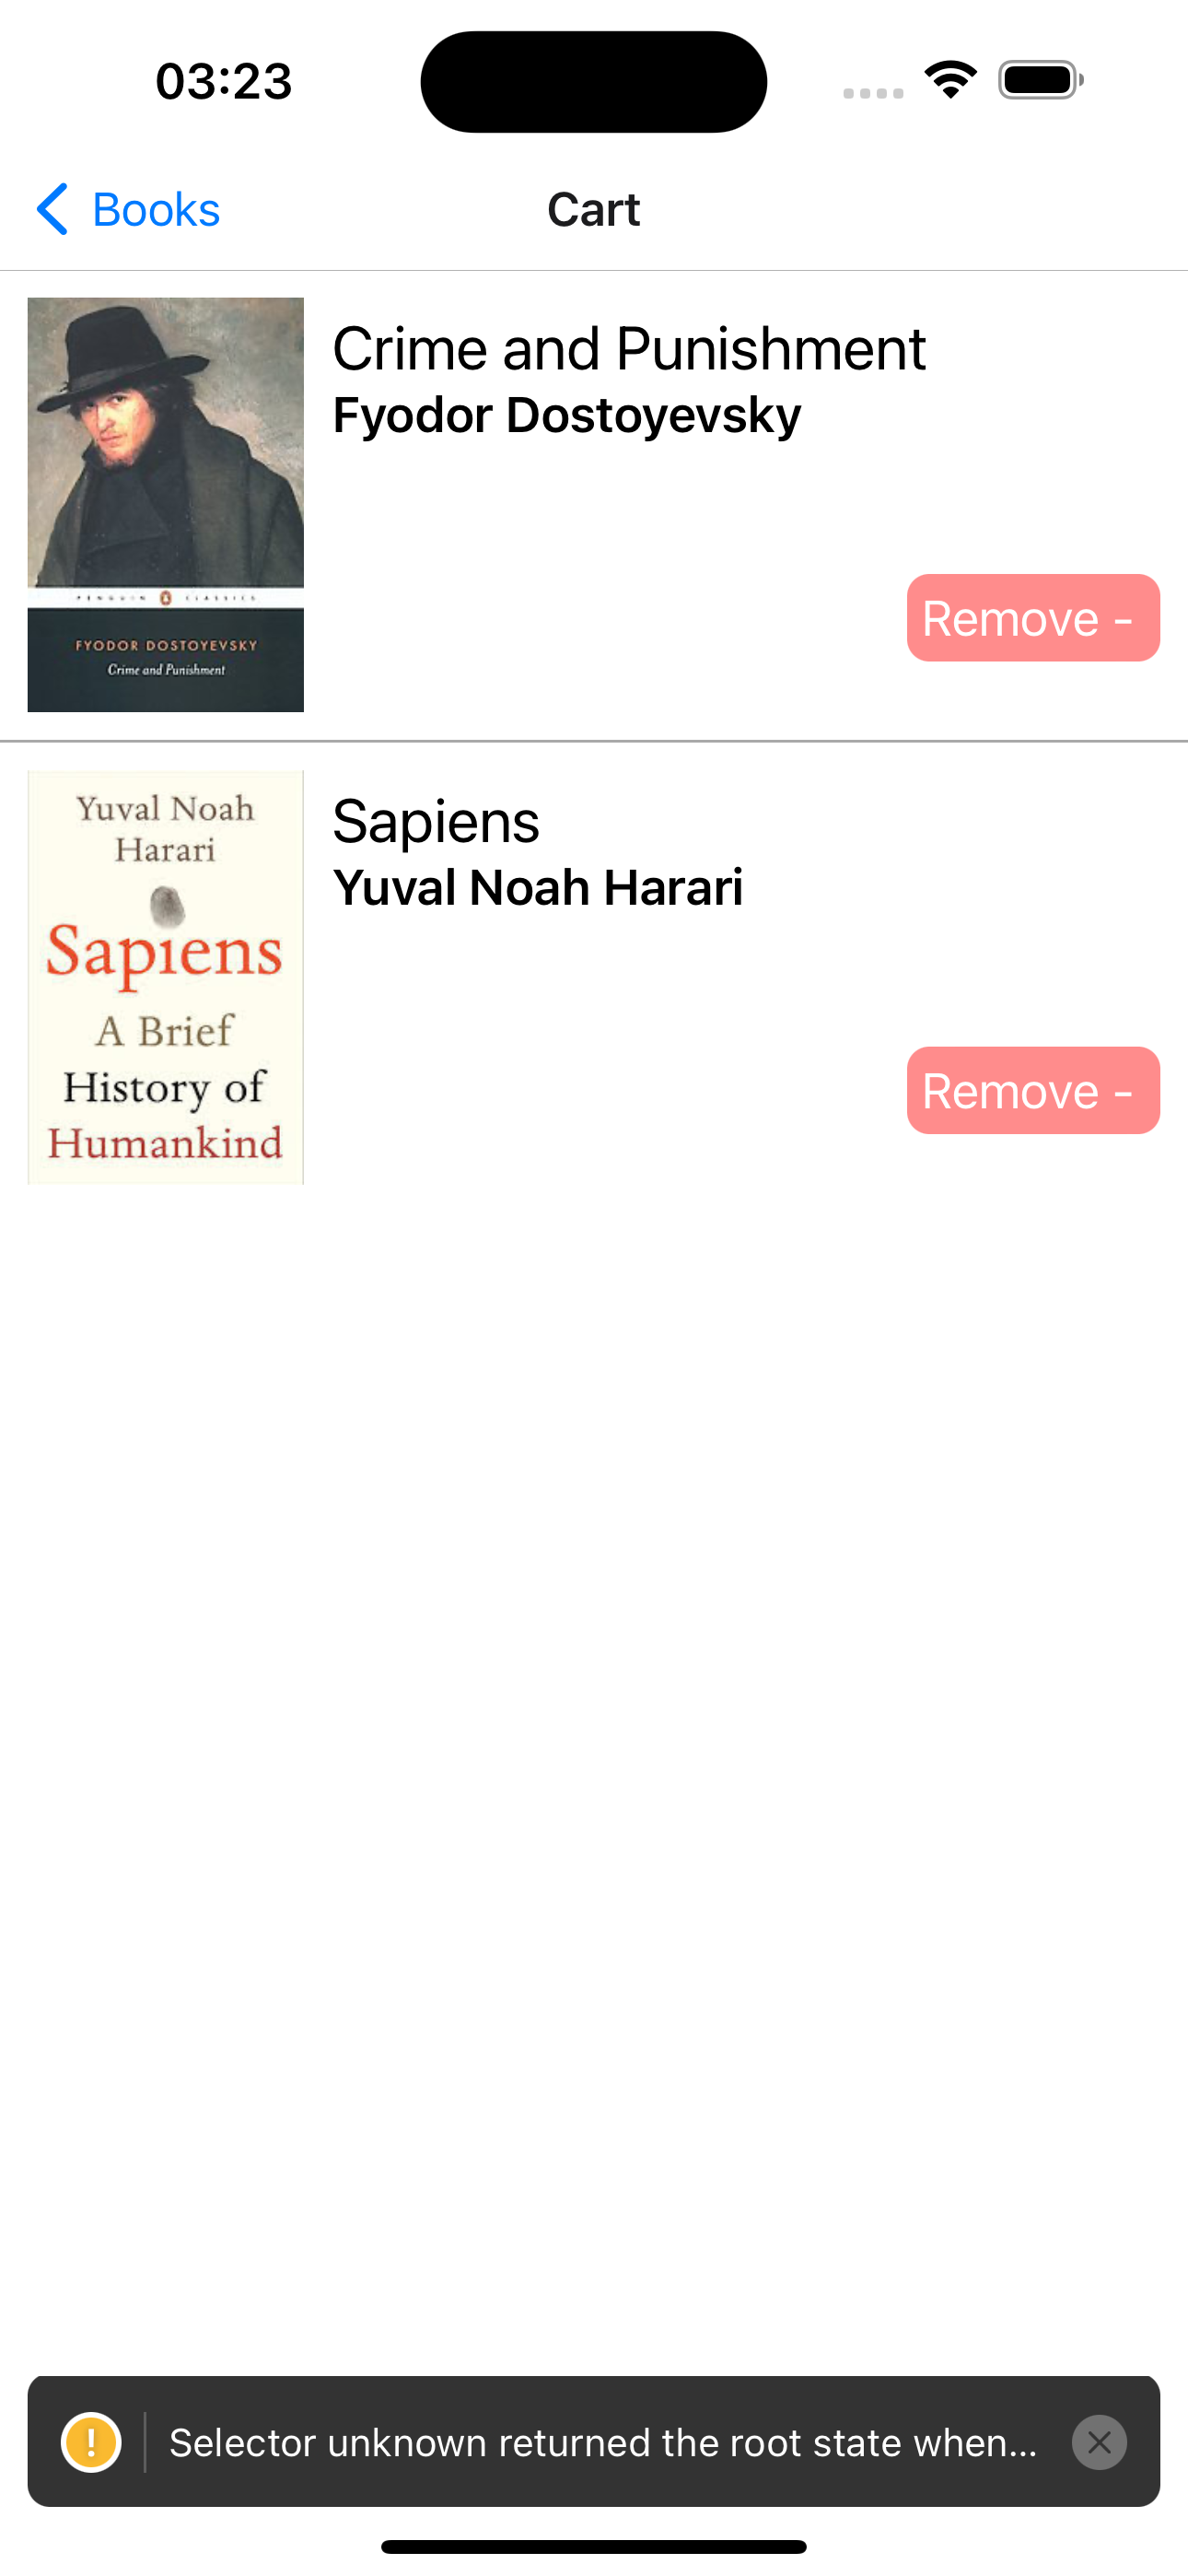 03:23
Books
Cart
Crime and Punishment
Fyodor Dostoyevsky
PENGUIN CLASSICS
FYODOR DOSTOYEVSKY
Crime and Punishment
Remove -
Yuval Noah
Harari
Sapiens
A Brief
History of
Humankind
Sapiens
Yuval Noah Harari
Remove -
! Selector unknown returned the root state when...